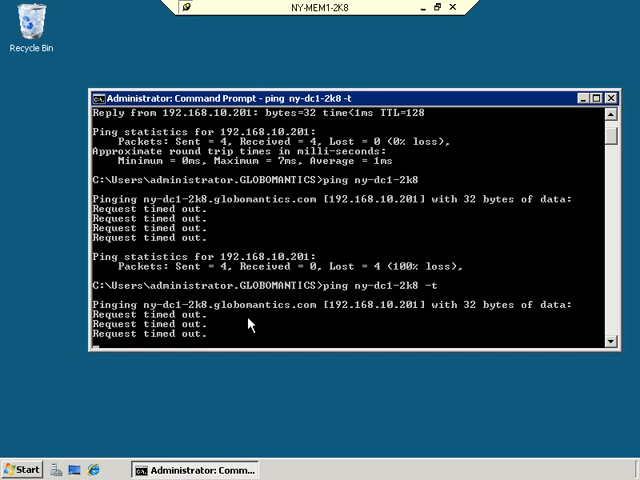 NY-MEM1-2K8
Recycle Bin
Administrator: Command Prompt - ping ny-dc1-2k8 -t
Reply from 192.168.10.201: bytes=32 time<1ms TTL=128
Ping statistics for 192.168.10.201:
Packets: Sent = 4, Received = 4, Lost = 0 (0% loss),
Approximate round trip times in milli-seconds:
Minimum = 0ms, Maximum = 7ms, Average = 1ms
C:\Users\administrator.GLOBOMANTICS>ping ny-dc1-2k8
Pinging ny-dc1-2k8.globomantics.com [192.168.10.201] with 32 bytes of data:
Request timed out.
Request timed out.
Request timed out.
Request timed out.
Ping statistics for 192.168.10.201:
Packets: Sent = 4, Received = 0, Lost = 4 (100% loss),
C:\Users\administrator.GLOBOMANTICS>ping ny-dc1-2k8 -t
Pinging ny-dc1-2k8.globomantics.com [192.168.10.201] with 32 bytes of data:
Request timed out.
Request timed out.
Request timed out.
Start
Administrator: Comm...